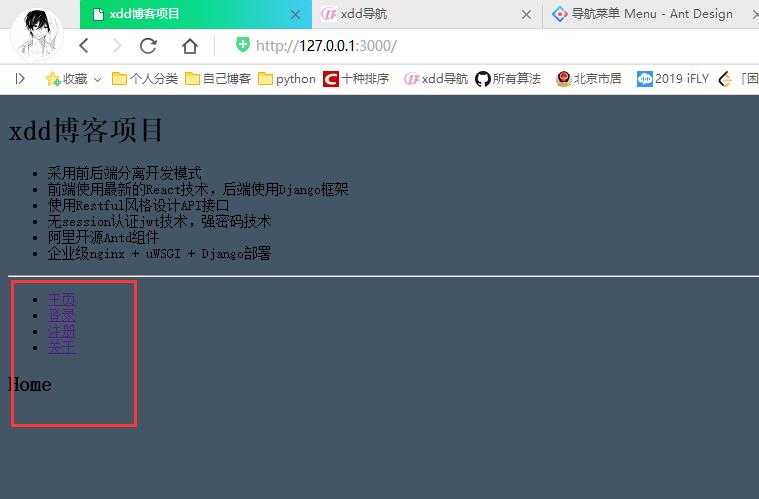 xdd博客项目
xdd导航
导航菜单 Menu - Ant Design
http://127.0.0.1:3000/
收藏 个人分类 自己博客 python 十种排序 xdd导航 所有算法 北京市居 2019 iFLY 「困
xdd博客项目
采用前后端分离开发模式
前端使用最新的React技术，后端使用Django框架
使用Restful风格设计API接口
无session认证jwt技术，强密码技术
阿里开源Antd组件
企业级nginx + uWSGI + Django部署
主页
登录
注册
关于
Home